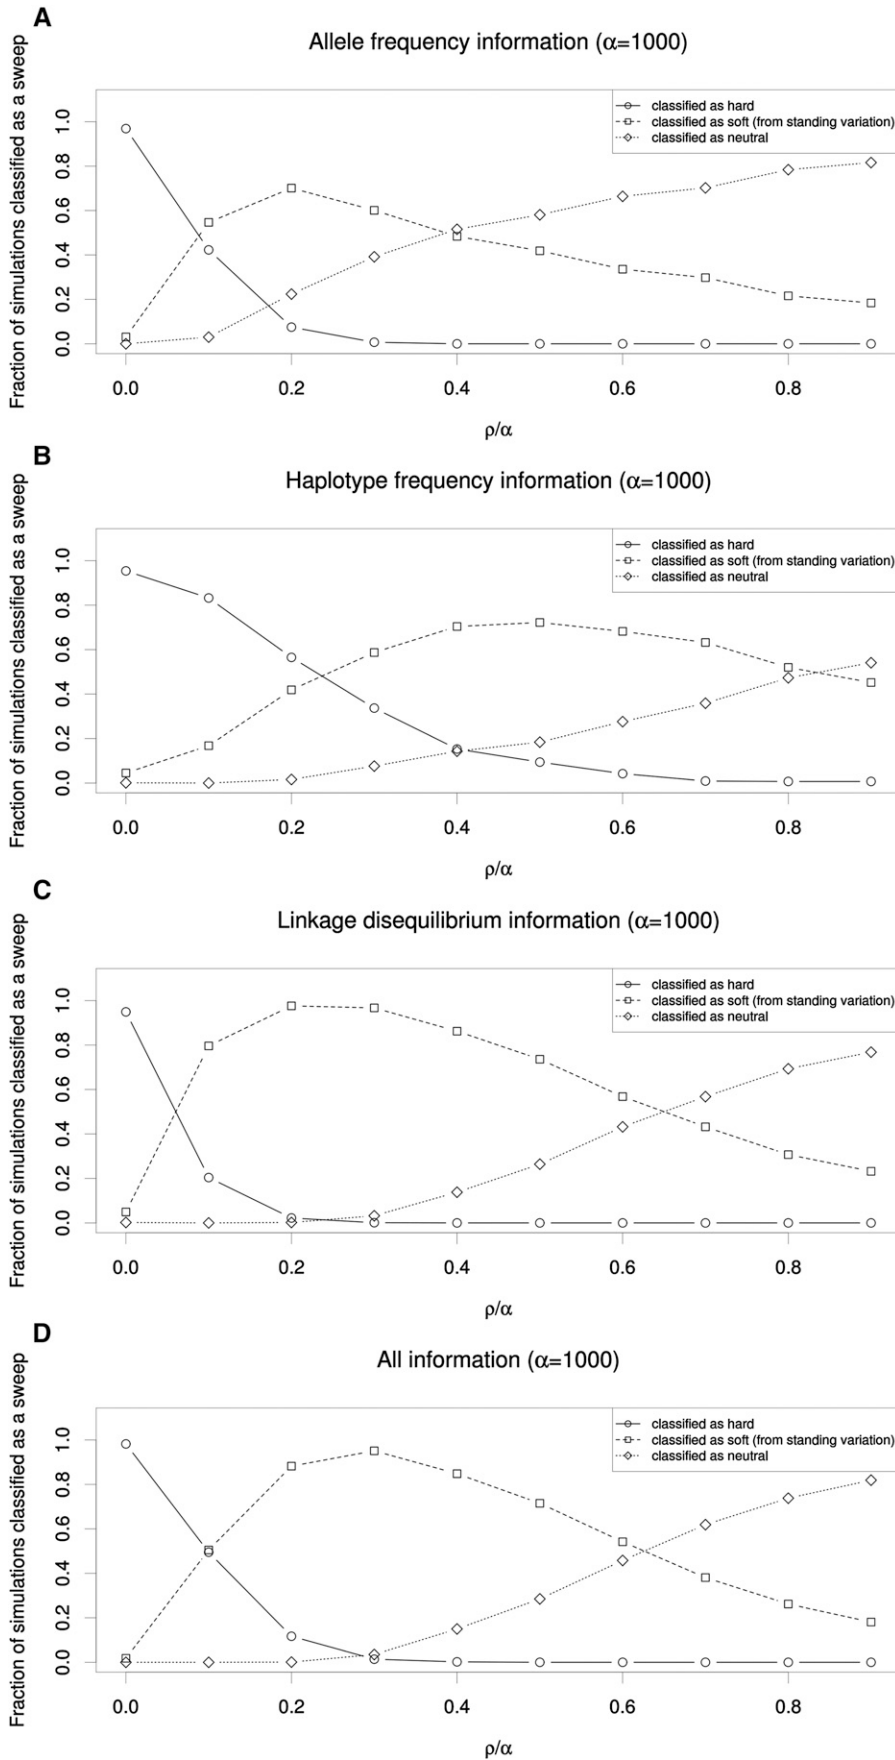 A
Allele frequency information (α=1000)
Fraction of simulations classified as a sweep
1.0
0.8
0.6
0.4
0.2
0.0
classified as hard
classified as soft (from standing variation)
classified as neutral
0.0 0.2 0.4 0.6 0.8
ρ/α
B
Haplotype frequency information (α=1000)
Fraction of simulations classified as a sweep
1.0
0.8
0.6
0.4
0.2
0.0
classified as hard
classified as soft (from standing variation)
classified as neutral
0.0 0.2 0.4 0.6 0.8
ρ/α
C
Linkage disequilibrium information (α=1000)
Fraction of simulations classified as a sweep
1.0
0.8
0.6
0.4
0.2
0.0
classified as hard
classified as soft (from standing variation)
classified as neutral
0.0 0.2 0.4 0.6 0.8
ρ/α
D
All information (α=1000)
Fraction of simulations classified as a sweep
1.0
0.8
0.6
0.4
0.2
0.0
classified as hard
classified as soft (from standing variation)
classified as neutral
0.0 0.2 0.4 0.6 0.8
ρ/α